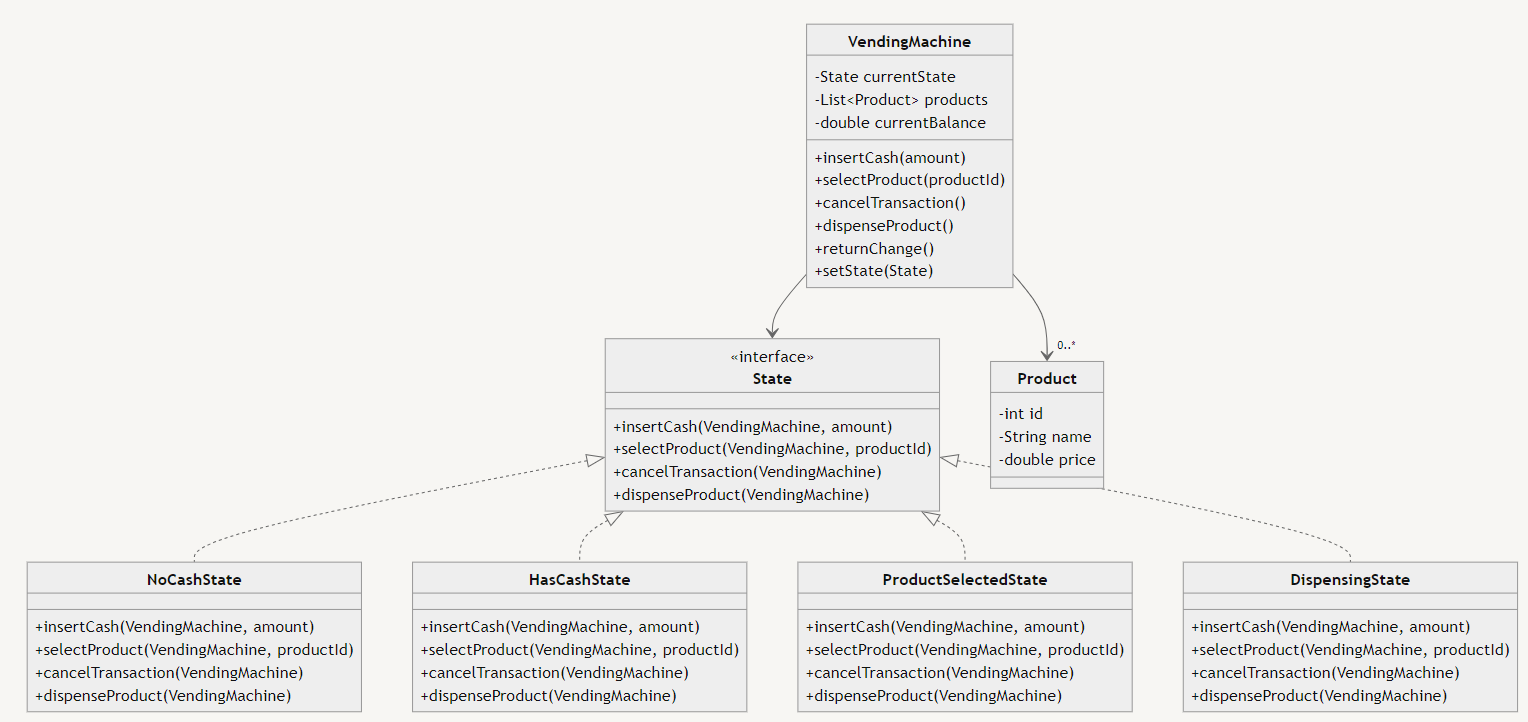 VendingMachine
-State currentState
-List<Product> products
-double currentBalance
+insertCash(amount)
+selectProduct(productId)
+cancelTransaction()
+dispenseProduct()
+returnChange()
+setState(State)
0..*
«interface»
State
+insertCash(VendingMachine, amount)
+selectProduct(VendingMachine, productId)
+cancelTransaction(VendingMachine)
+dispenseProduct(VendingMachine)
Product
-int id
-String name
-double price
NoCashState
+insertCash(VendingMachine, amount)
+selectProduct(VendingMachine, productId)
+cancelTransaction(VendingMachine)
+dispenseProduct(VendingMachine)
HasCashState
+insertCash(VendingMachine, amount)
+selectProduct(VendingMachine, productId)
+cancelTransaction(VendingMachine)
+dispenseProduct(VendingMachine)
ProductSelectedState
+insertCash(VendingMachine, amount)
+selectProduct(VendingMachine, productId)
+cancelTransaction(VendingMachine)
+dispenseProduct(VendingMachine)
DispensingState
+insertCash(VendingMachine, amount)
+selectProduct(VendingMachine, productId)
+cancelTransaction(VendingMachine)
+dispenseProduct(VendingMachine)